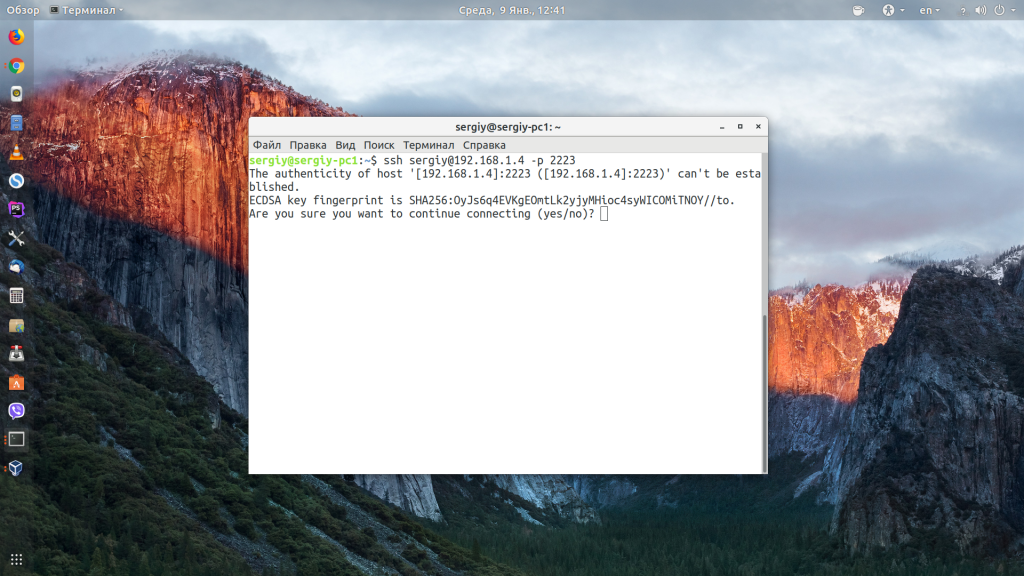 Обзор
Терминал
Среда, 9 Янв., 12:41
en
?
sergiy@sergiy-pc1: ~
Файл Правка Вид Поиск Терминал Справка
sergiy@sergiy-pc1:~$ ssh sergiy@192.168.1.4 -p 2223
The authenticity of host '[192.168.1.4]:2223 ([192.168.1.4]:2223)' can't be esta
blished.
ECDSA key fingerprint is SHA256:OyJs6q4EVKgEOmtLk2yjyMHioc4syWICOMiTNOY//to.
Are you sure you want to continue connecting (yes/no)?
PS